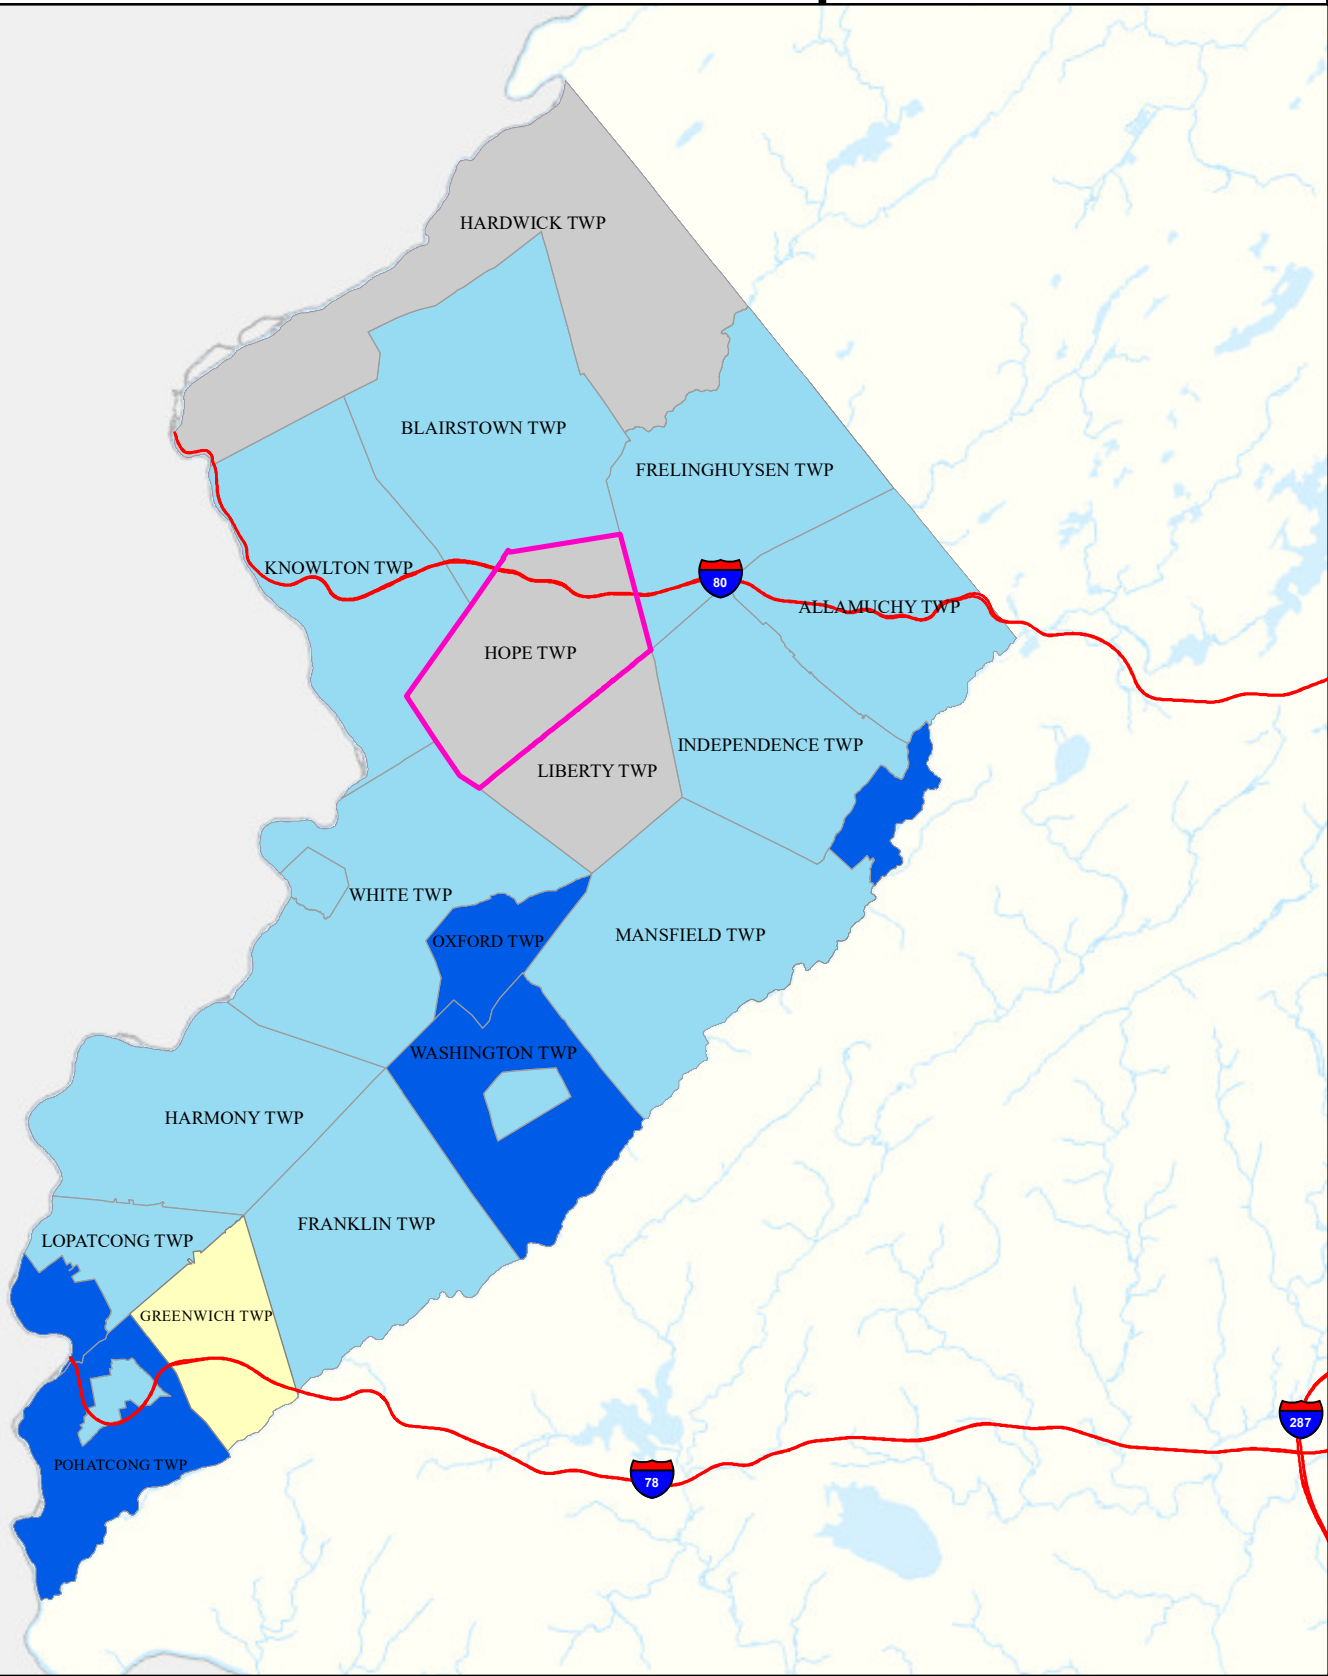 HARDWICK TWP
BLAIRSTOWN TWP
FRELINGHUYSEN TWP
KNOWLTON TWP
80
ALLAMUCHY TWP
HOPE TWP
INDEPENDENCE TWP
LIBERTY TWP
WHITE TWP
MANSFIELD TWP
OXFORD TWP
WASHINGTON TWP
HARMONY TWP
FRANKLIN TWP
LOPATCONG TWP
GREENWICH TWP
287
POHATCONG TWP
78